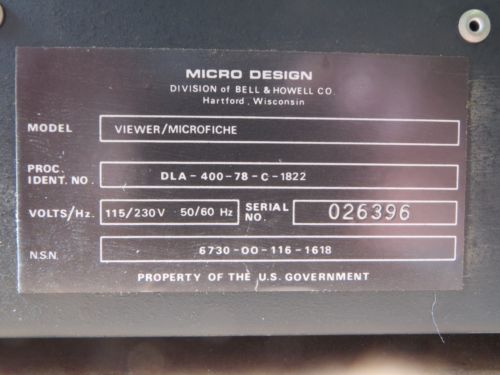 MICRO DESIGN
DIVISION of BELL & HOWELL CO.
Hartford, Wisconsin
MODEL VIEWER/MICROFICHE
PROC. IDENT. NO. DLA-400-78-C-1822
VOLTS/Hz. 115/230V 50/60 Hz SERIAL NO. 026396
N.S.N. 6730-00-116-1618
PROPERTY OF THE U.S. GOVERNMENT